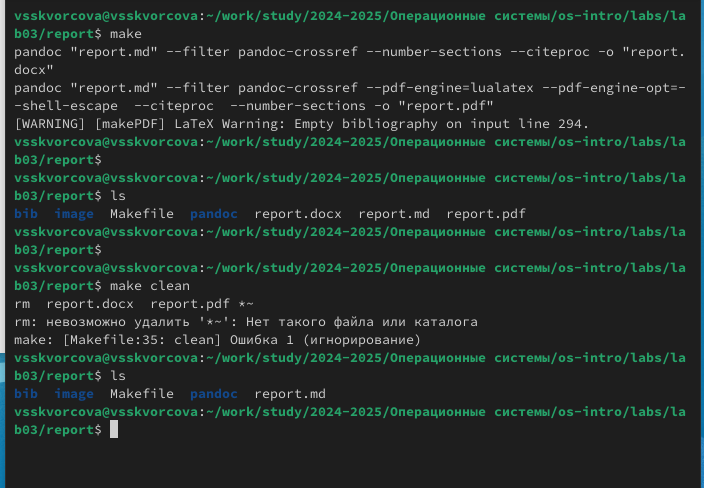 vsskvorcova@vsskvorcova:~/work/study/2024-2025/Операционные системы/os-intro/labs/la
b03/report$ make
pandoc "report.md" --filter pandoc-crossref --number-sections --citeproc -o "report.
docx"
pandoc "report.md" --filter pandoc-crossref --pdf-engine=lualatex --pdf-engine-opt=-
-shell-escape  --citeproc  --number-sections -o "report.pdf"
[WARNING] [makePDF] LaTeX Warning: Empty bibliography on input line 294.
vsskvorcova@vsskvorcova:~/work/study/2024-2025/Операционные системы/os-intro/labs/la
b03/report$
vsskvorcova@vsskvorcova:~/work/study/2024-2025/Операционные системы/os-intro/labs/la
b03/report$ ls
bib  image  Makefile  pandoc  report.docx  report.md  report.pdf
vsskvorcova@vsskvorcova:~/work/study/2024-2025/Операционные системы/os-intro/labs/la
b03/report$
vsskvorcova@vsskvorcova:~/work/study/2024-2025/Операционные системы/os-intro/labs/la
b03/report$ make clean
rm  report.docx  report.pdf *~
rm: невозможно удалить '*~': Нет такого файла или каталога
make: [Makefile:35: clean] Ошибка 1 (игнорирование)
vsskvorcova@vsskvorcova:~/work/study/2024-2025/Операционные системы/os-intro/labs/la
b03/report$ ls
bib  image  Makefile  pandoc  report.md
vsskvorcova@vsskvorcova:~/work/study/2024-2025/Операционные системы/os-intro/labs/la
b03/report$